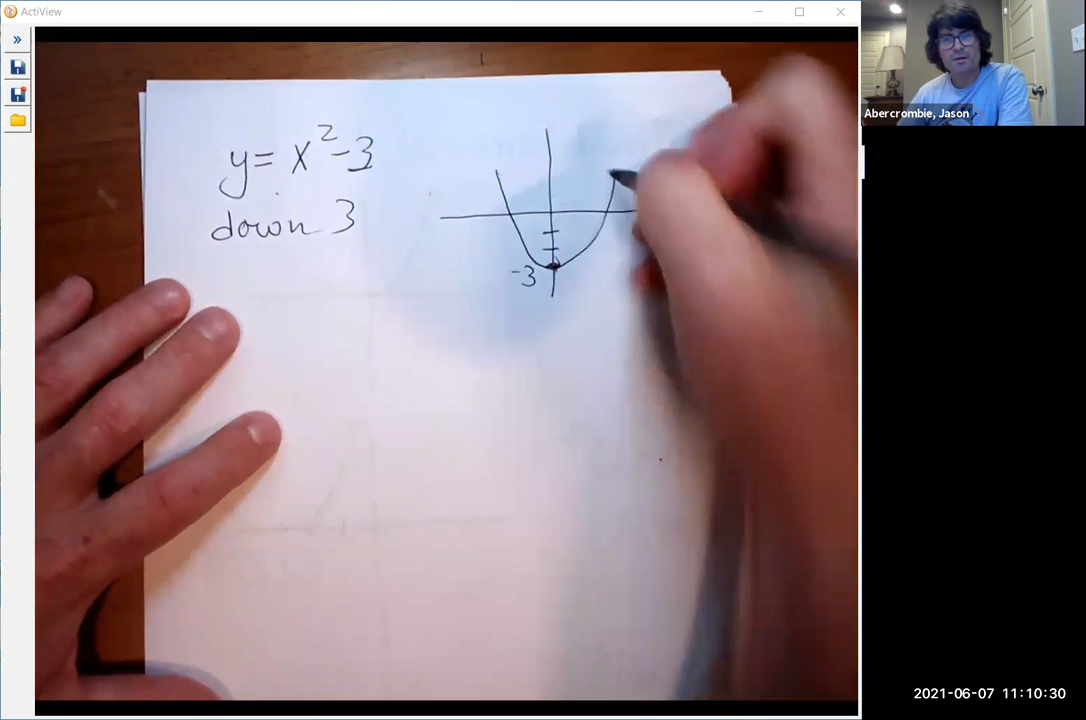 ActiView
»
y = x²-3
down 3
-3
Abercrombie, Jason
2021-06-07 11:10:30